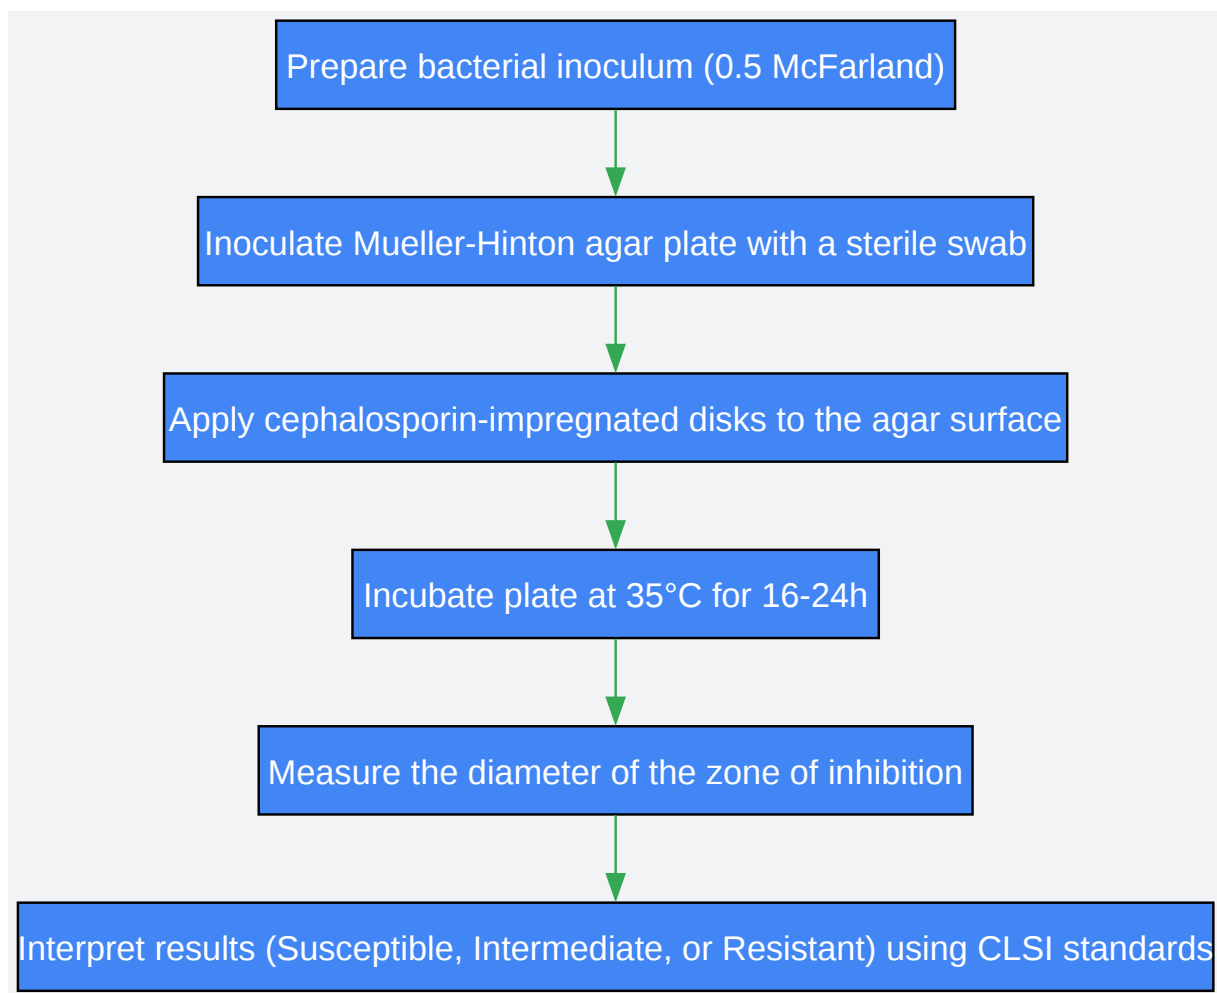 Prepare bacterial inoculum (0.5 McFarland)
Inoculate Mueller-Hinton agar plate with a sterile swab
Apply cephalosporin-impregnated disks to the agar surface
Incubate plate at 35°C for 16-24h
Measure the diameter of the zone of inhibition
Interpret results (Susceptible, Intermediate, or Resistant) using CLSI standards